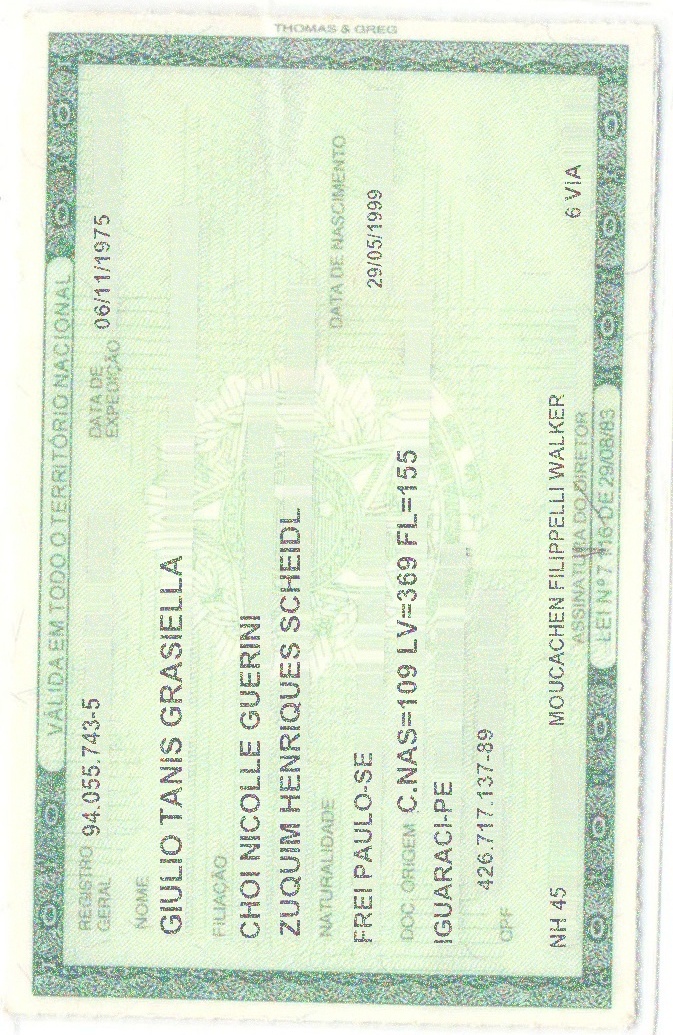 THOMAS & GREG
VÁLIDA EM TODO O TERRITÓRIO NACIONAL
REGISTRO GERAL 94.055.743-5 DATA DE EXPEDIÇÃO 06/11/1975
NOME
GIULIO TANIS GRASIELLA
FILIAÇÃO
CHOI NICOLLE GUERINI
ZUQUIM HENRIQUES SCHEIDL
NATURALIDADE DATA DE NASCIMENTO
FREI PAULO-SE 29/05/1999
DOC ORIGEM C.NAS=109 LV=369 FL=155
IGUARACI-PE
426.717.137-89
CPF
NH 45 MOUCACHEN FILIPPELLI WALKER 6 VIA
ASSINATURA DO DIRETOR
LEI Nº 7.116 DE 29/08/83